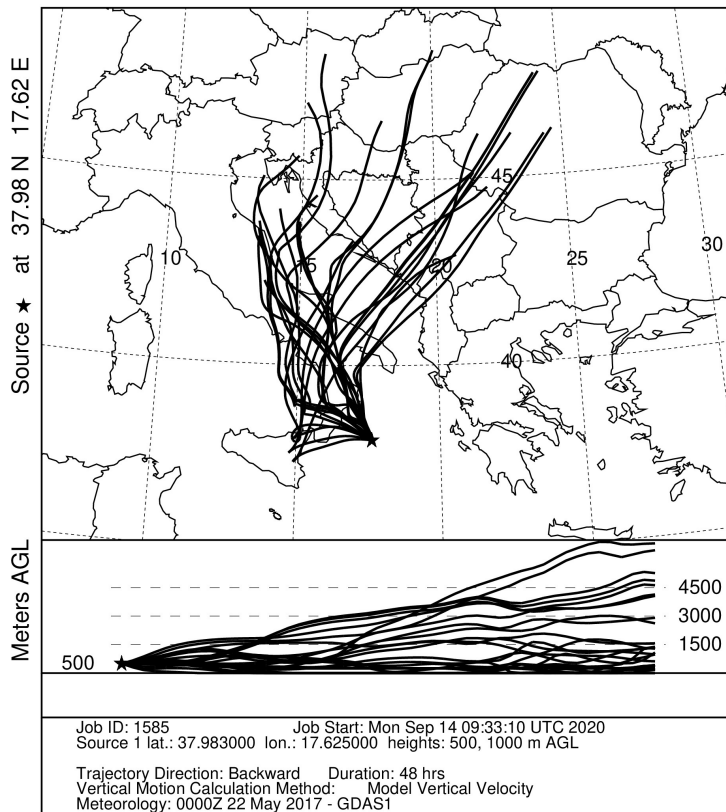 Source ★ at 37.98 N 17.62 E
45
10
15
20
25
30
40
Meters AGL
4500
3000
1500
500
Job ID: 1585 Job Start: Mon Sep 14 09:33:10 UTC 2020
Source 1 lat.: 37.983000 lon.: 17.625000 heights: 500, 1000 m AGL
Trajectory Direction: Backward Duration: 48 hrs
Vertical Motion Calculation Method: Model Vertical Velocity
Meteorology: 0000Z 22 May 2017 - GDAS1